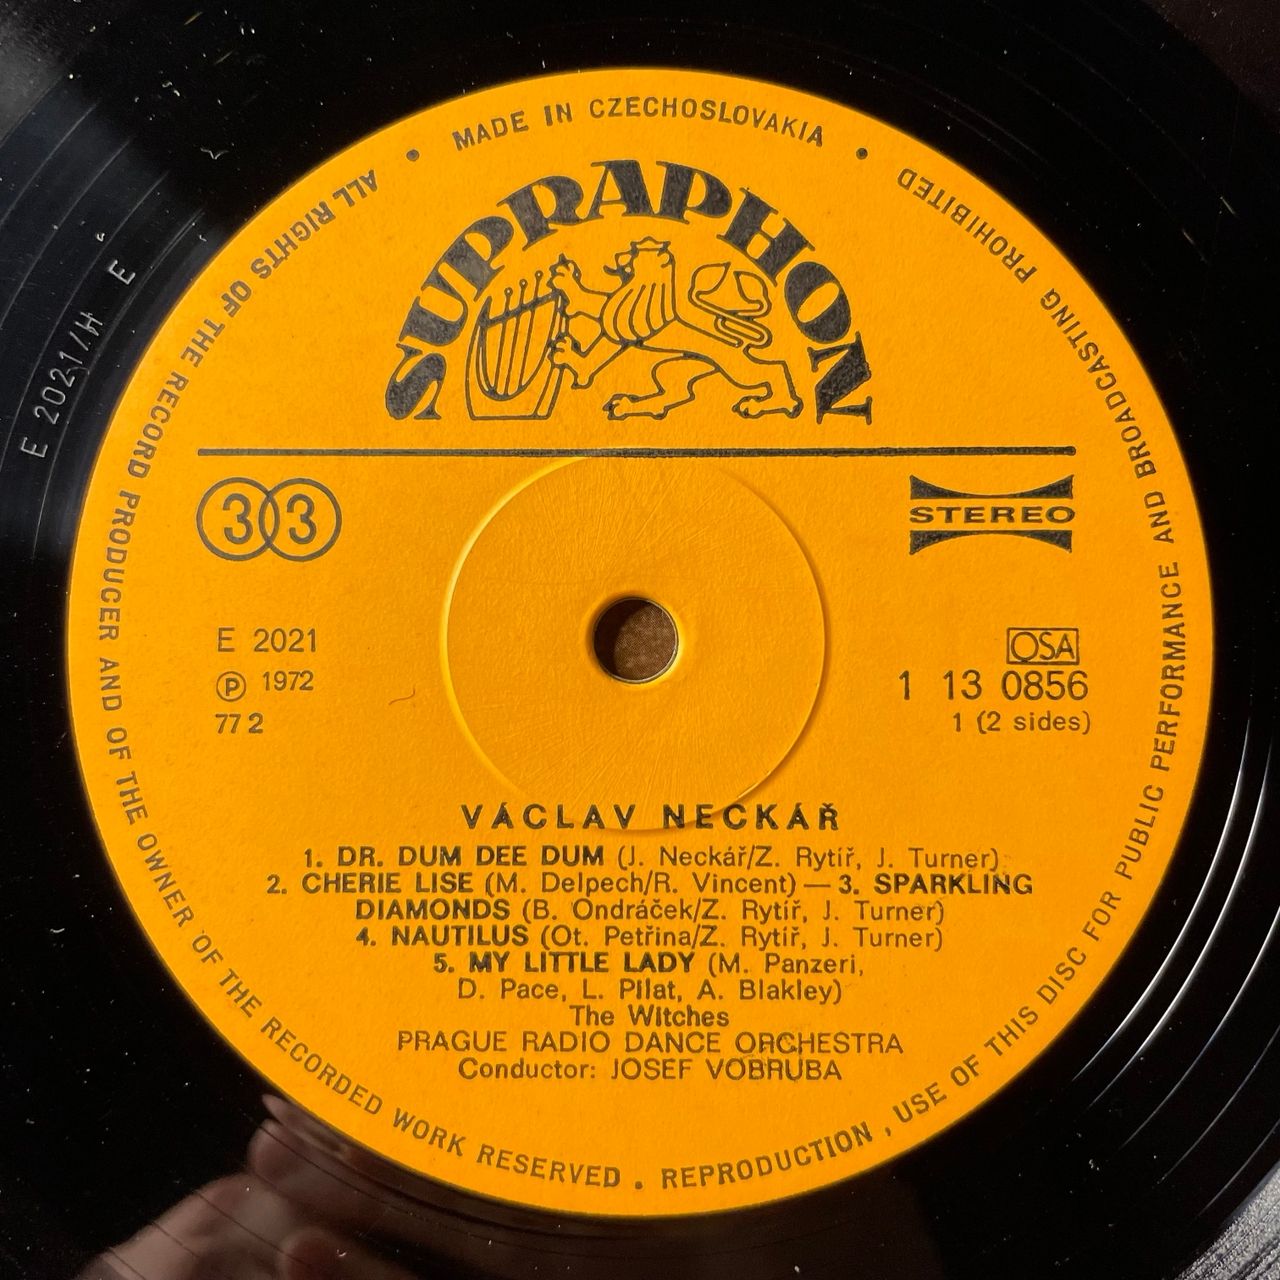 MADE IN CZECHOSLOVAKIA
ALL RIGHTS OF THE RECORD PRODUCER AND OF THE OWNER OF THE RECORDED WORK RESERVED . REPRODUCTION , USE OF THIS DISC FOR PUBLIC PERFORMANCE AND BROADCASTING PROHIBITED
SUPRAPHON
33
STEREO
E 2021
℗ 1972
77 2
OSA
1 13 0856
1 (2 sides)
VÁCLAV NECKÁŘ
1. DR. DUM DEE DUM (J. Neckář/Z. Rytíř, J. Turner)
2. CHERIE LISE (M. Delpech/R. Vincent) — 3. SPARKLING
DIAMONDS (B. Ondráček/Z. Rytíř, J. Turner)
4. NAUTILUS (Ot. Petřina/Z. Rytíř, J. Turner)
5. MY LITTLE LADY (M. Panzeri,
D. Pace, L. Pilat, A. Blakley)
The Witches
PRAGUE RADIO DANCE ORCHESTRA
Conductor: JOSEF VOBRUBA
E 2021/H E